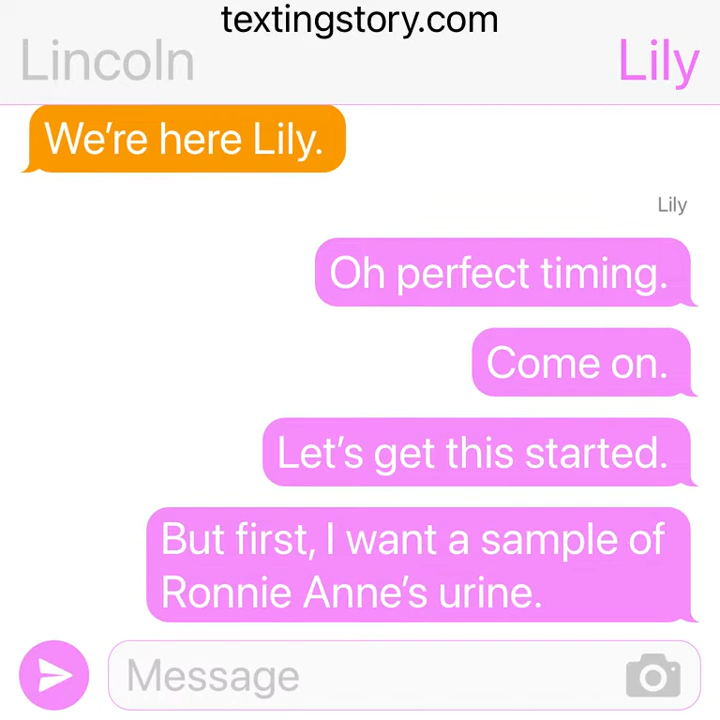 textingstory.com
Lincoln
Lily
We're here Lily.
Lily
Oh perfect timing.
Come on.
Let's get this started.
But first, I want a sample of
Ronnie Anne's urine.
Message